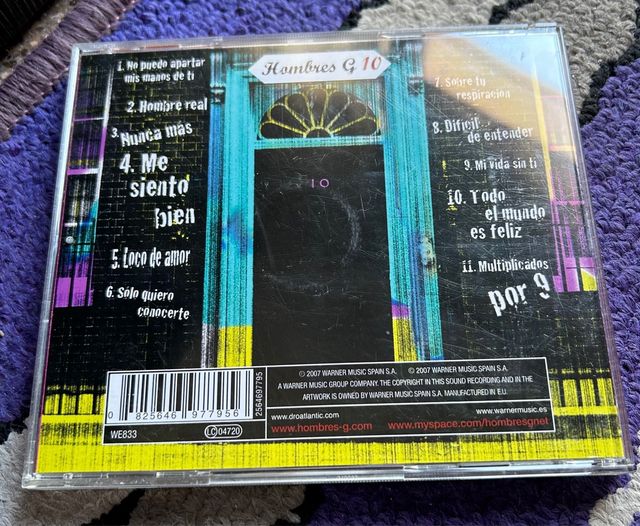 Hombres G 10
1. No puedo apartar
mis manos de ti
2. Hombre real
3. Nunca más
4. Me
siento
bien
5. Loco de amor
6. Sólo quiero
conocerte
10
7. Sobre tu
respiración
8. Difícil
de entender
9. Mi vida sin ti
10. Todo
el mundo
es feliz
11. Multiplicados
por 9
0 825646 977956
2564697795
WE833
LC 04720
℗ 2007 WARNER MUSIC SPAIN S.A. © 2007 WARNER MUSIC SPAIN S.A.
A WARNER MUSIC GROUP COMPANY. THE COPYRIGHT IN THIS SOUND RECORDING AND IN THE
ARTWORK IS OWNED BY WARNER MUSIC SPAIN S.A. MANUFACTURED IN E.U.
www.droatlantic.com www.warnermusic.es
www.hombres-g.com www.myspace.com/hombresgnet